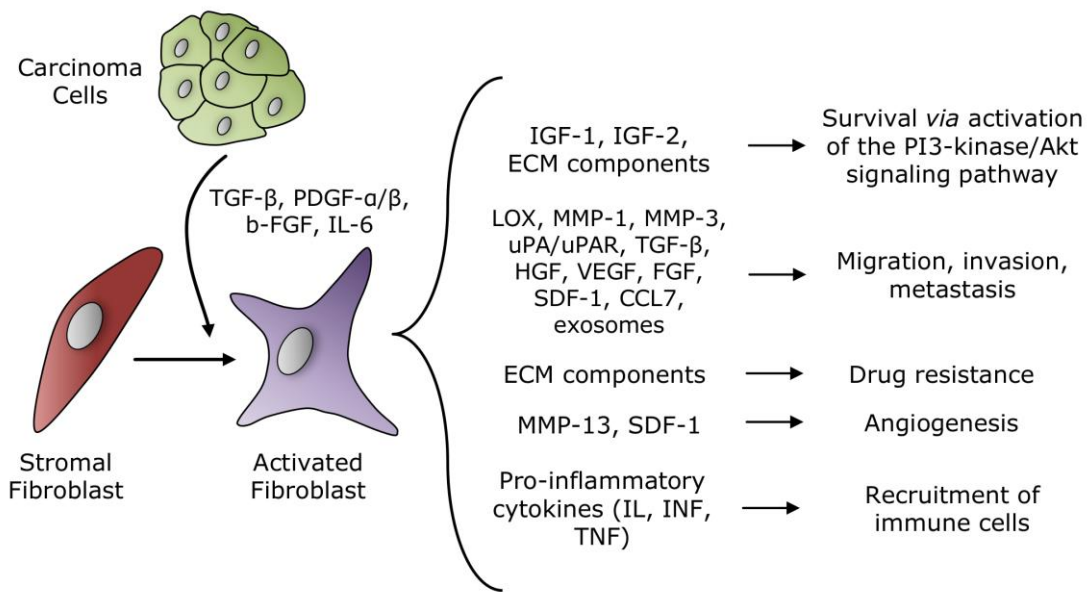 Carcinoma
Cells
TGF-β, PDGF-α/β,
b-FGF, IL-6
Stromal
Fibroblast
Activated
Fibroblast
IGF-1, IGF-2,
ECM components
Survival via activation
of the PI3-kinase/Akt
signaling pathway
LOX, MMP-1, MMP-3,
uPA/uPAR, TGF-β,
HGF, VEGF, FGF,
SDF-1, CCL7,
exosomes
Migration, invasion,
metastasis
ECM components
Drug resistance
MMP-13, SDF-1
Angiogenesis
Pro-inflammatory
cytokines (IL, INF,
TNF)
Recruitment of
immune cells